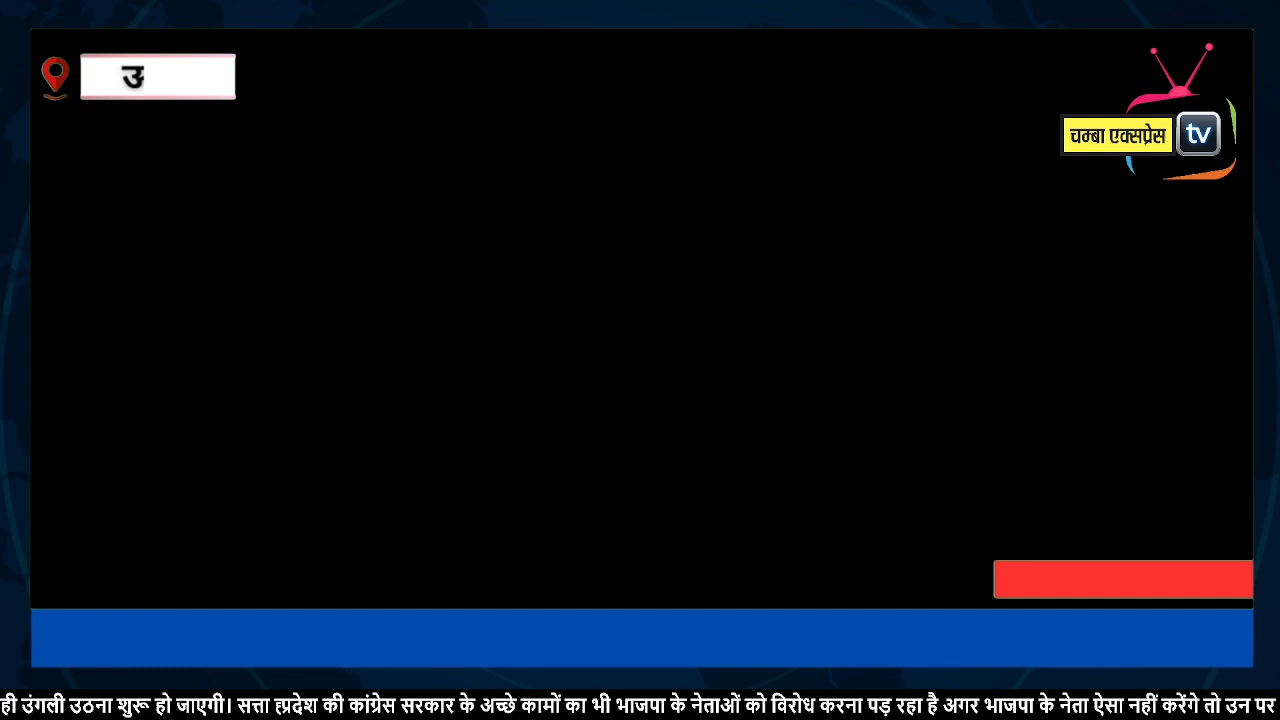 उ
चम्बा एक्सप्रेस
tv
ही उंगली उठना शुरू हो जाएगी। सत्ता प्रदेश की कांग्रेस सरकार के अच्छे कामों का भी भाजपा के नेताओं को विरोध करना पड़ रहा है अगर भाजपा के नेता ऐसा नहीं करेंगे तो उन पर